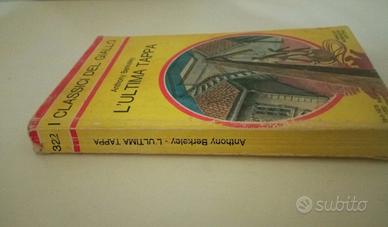 I CLASSICI DEL GIALLO
322
Anthony Berkeley
L'ULTIMA TAPPA
Anthony Berkeley - L'ULTIMA TAPPA
subito